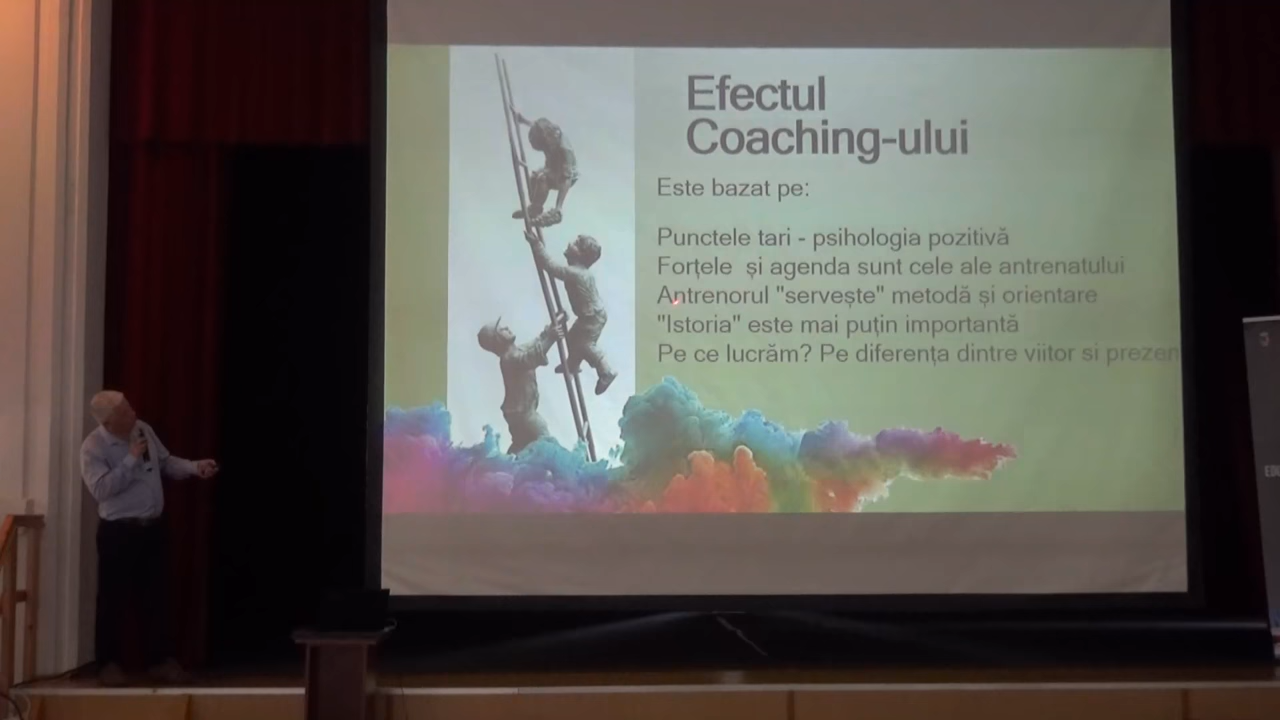 Efectul
Coaching-ului
Este bazat pe:
Punctele tari - psihologia pozitivă
Forțele și agenda sunt cele ale antrenatului
Antrenorul "servește" metodă și orientare
"Istoria" este mai puțin importantă
Pe ce lucrăm? Pe diferența dintre viitor si prezen